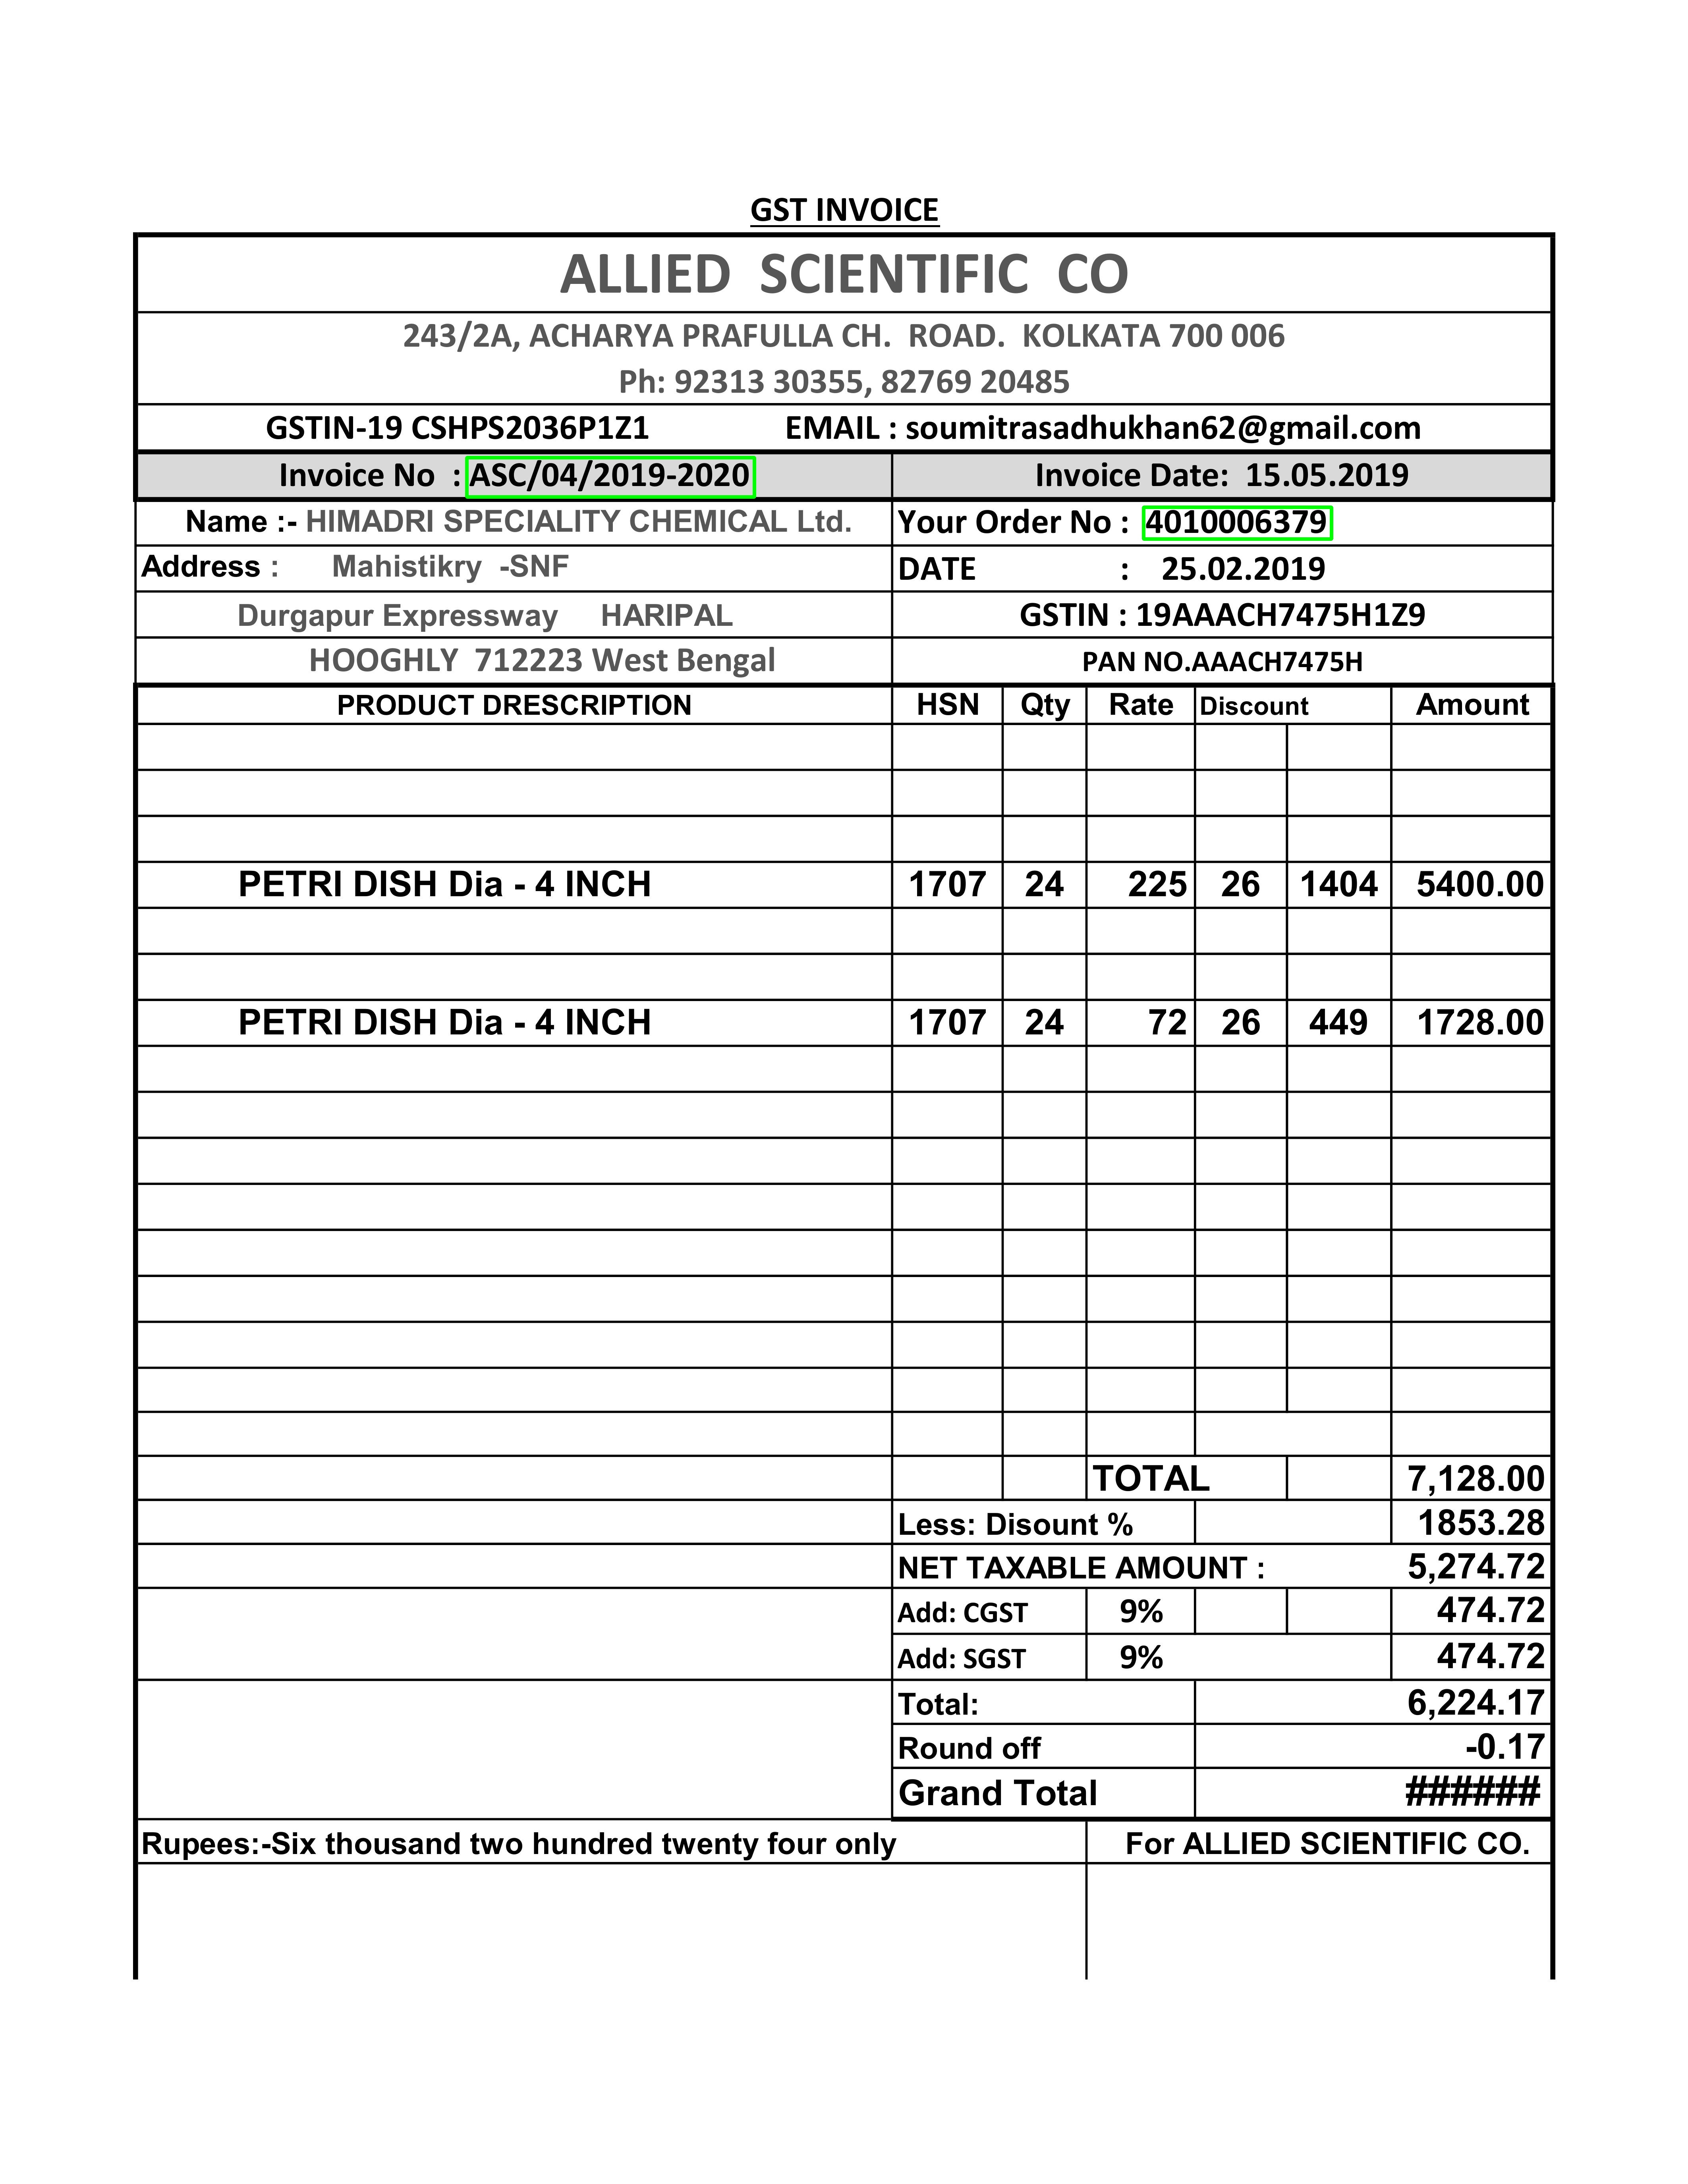 GST INVOICE
ALLIED SCIENTIFIC CO
243/2A, ACHARYA PRAFULLA CH. ROAD. KOLKATA 700 006
Ph: 92313 30355, 82769 20485
GSTIN-19 CSHPS2036P1Z1 EMAIL : soumitrasadhukhan62@gmail.com
Invoice No : ASC/04/2019-2020 Invoice Date: 15.05.2019
Name :- HIMADRI SPECIALITY CHEMICAL Ltd. Your Order No : 4010006379
Address : Mahistikry -SNF DATE : 25.02.2019
Durgapur Expressway HARIPAL GSTIN : 19AAACH7475H1Z9
HOOGHLY 712223 West Bengal PAN NO.AAACH7475H
PRODUCT DRESCRIPTION HSN Qty Rate Discount Amount
PETRI DISH Dia - 4 INCH 1707 24 225 26 1404 5400.00
PETRI DISH Dia - 4 INCH 1707 24 72 26 449 1728.00
TOTAL 7,128.00
Less: Disount % 1853.28
NET TAXABLE AMOUNT : 5,274.72
Add: CGST 9% 474.72
Add: SGST 9% 474.72
Total: 6,224.17
Round off -0.17
Grand Total ######
Rupees:-Six thousand two hundred twenty four only For ALLIED SCIENTIFIC CO.